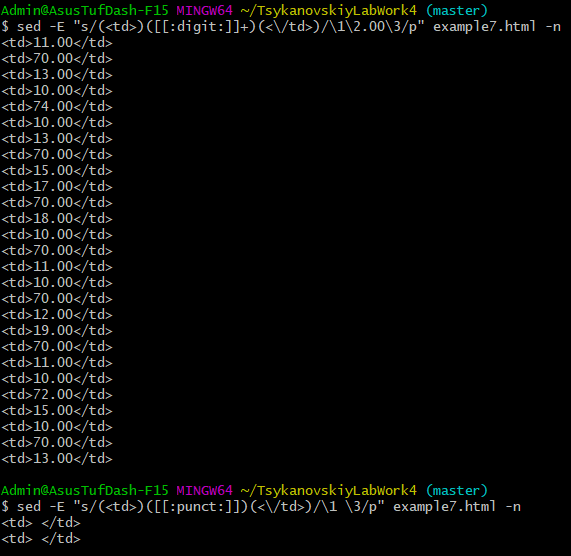 Admin@AsusTufDash-F15 MINGW64 ~/TsykanovskiyLabWork4 (master)
$ sed -E "s/(<td>)([[:digit:]]+)(<\/td>)/\1\2.00\3/p" example7.html -n
<td>11.00</td>
<td>70.00</td>
<td>13.00</td>
<td>10.00</td>
<td>74.00</td>
<td>10.00</td>
<td>13.00</td>
<td>70.00</td>
<td>15.00</td>
<td>17.00</td>
<td>70.00</td>
<td>18.00</td>
<td>10.00</td>
<td>70.00</td>
<td>11.00</td>
<td>10.00</td>
<td>70.00</td>
<td>12.00</td>
<td>19.00</td>
<td>70.00</td>
<td>11.00</td>
<td>10.00</td>
<td>72.00</td>
<td>15.00</td>
<td>10.00</td>
<td>70.00</td>
<td>13.00</td>
Admin@AsusTufDash-F15 MINGW64 ~/TsykanovskiyLabWork4 (master)
$ sed -E "s/(<td>)([[:punct:]])(<\/td>)/\1 \3/p" example7.html -n
<td> </td>
<td> </td>